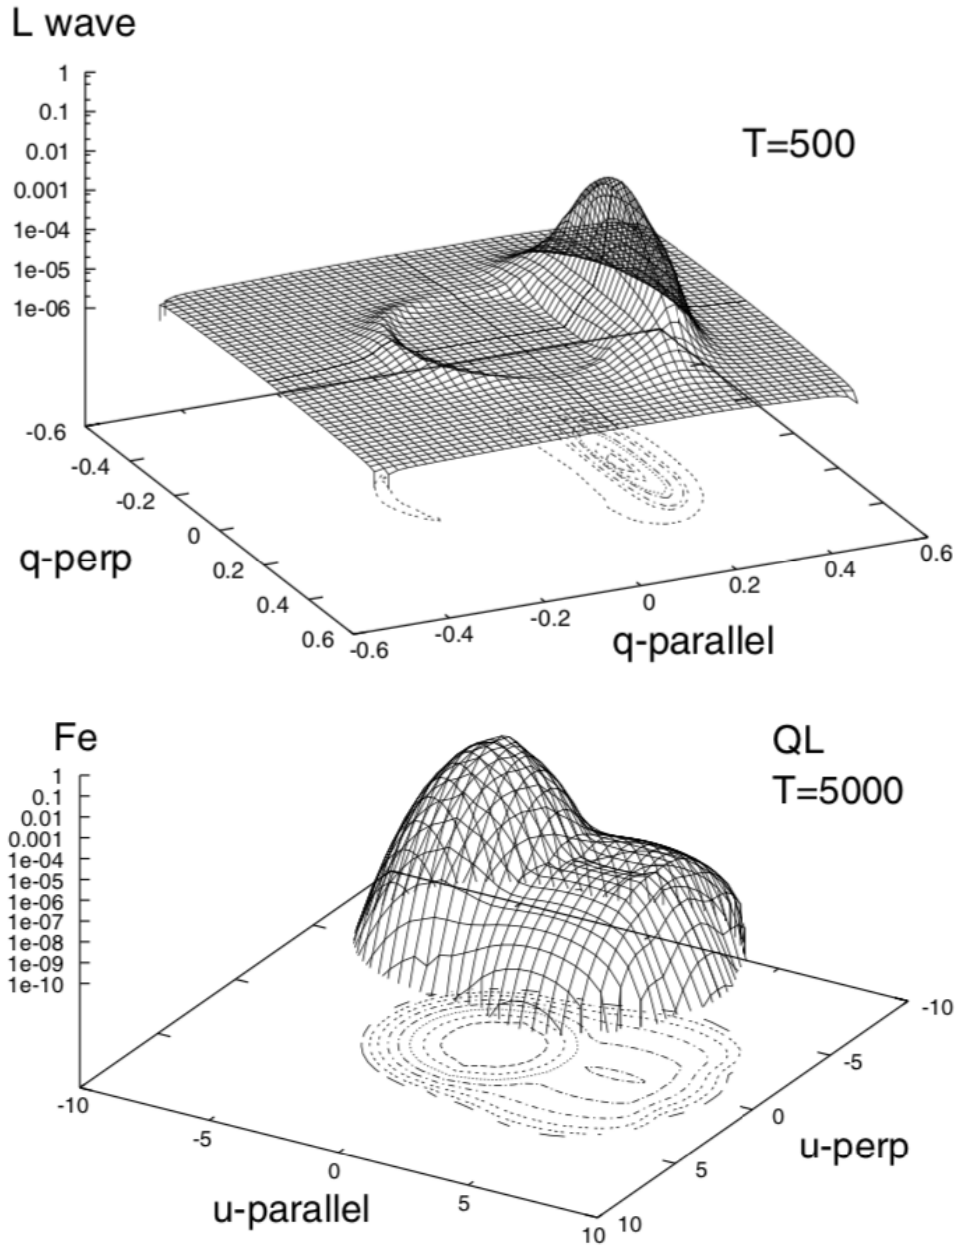 L wave
1
0.1
0.01
0.001
1e-04
1e-05
1e-06
T=500
-0.6
-0.4
-0.2
0
0.2
0.4
0.6
q-perp
-0.6
-0.4
-0.2
0
0.2
0.4
0.6
q-parallel
Fe
QL
T=5000
1
0.1
0.01
0.001
1e-04
1e-05
1e-06
1e-07
1e-08
1e-09
1e-10
-10
-5
0
5
10
u-parallel
-10
-5
0
5
10
u-perp